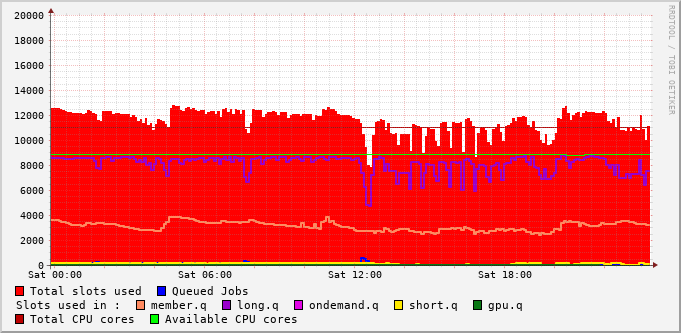 RRDTOOL / TOBI OETIKER
20000
18000
16000
14000
12000
10000
8000
6000
4000
2000
0
Sat 00:00 Sat 06:00 Sat 12:00 Sat 18:00
Total slots used Queued Jobs
Slots used in : member.q long.q ondemand.q short.q gpu.q
Total CPU cores Available CPU cores